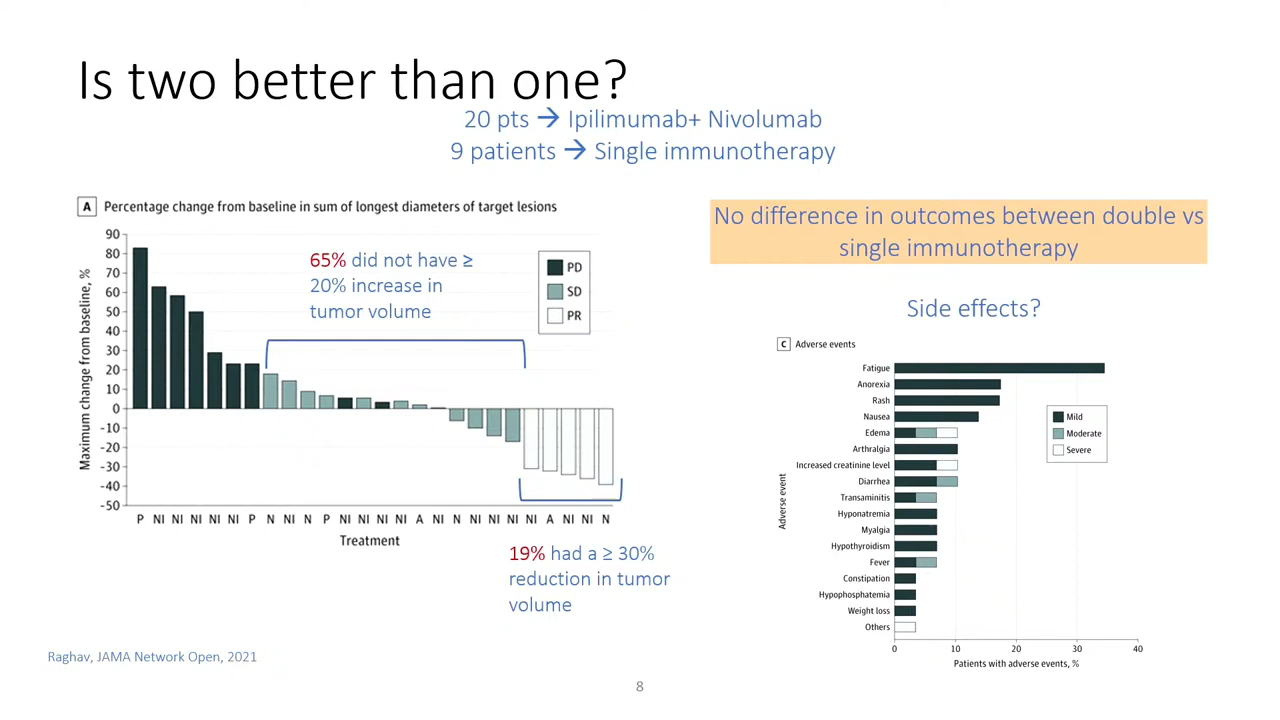 Is two better than one?
20 pts → Ipilimumab+ Nivolumab
9 patients → Single immunotherapy
A Percentage change from baseline in sum of longest diameters of target lesions
Maximum change from baseline, %
90
80
70
60
50
40
30
20
10
0
-10
-20
-30
-40
-50
65% did not have ≥
20% increase in
tumor volume
PD
SD
PR
P NI NI NI NI NI P N N N P NI NI NI NI A NI N NI NI NI NI A NI NI N
Treatment
19% had a ≥ 30%
reduction in tumor
volume
No difference in outcomes between double vs
single immunotherapy
Side effects?
C Adverse events
Adverse event
Fatigue
Anorexia
Rash
Nausea
Edema
Arthralgia
Increased creatinine level
Diarrhea
Transaminitis
Hyponatremia
Myalgia
Hypothyroidism
Fever
Constipation
Hypophosphatemia
Weight loss
Others
Mild
Moderate
Severe
0 10 20 30 40
Patients with adverse events, %
Raghav, JAMA Network Open, 2021
8